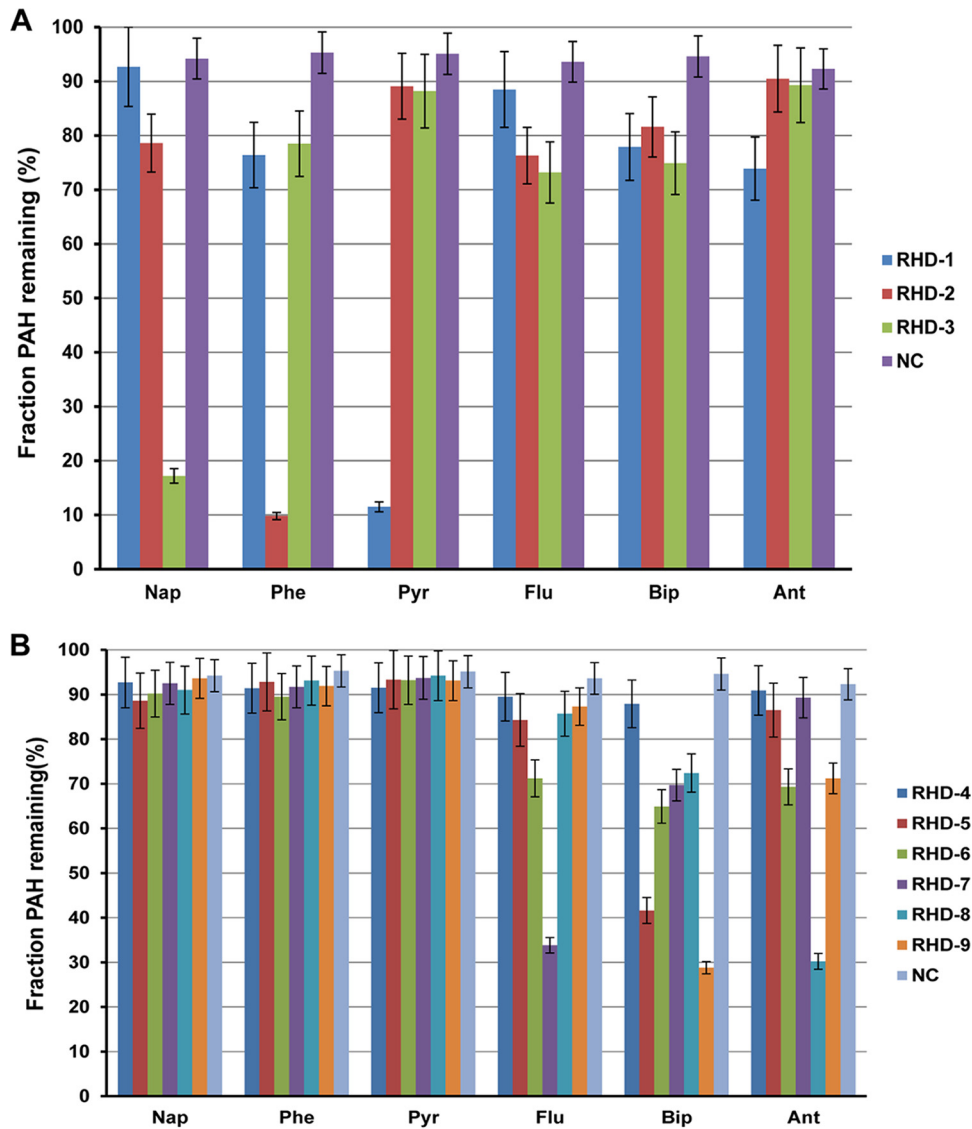 A
Fraction PAH remaining (%)
100
90
80
70
60
50
40
30
20
10
0
Nap Phe Pyr Flu Bip Ant
RHD-1
RHD-2
RHD-3
NC
B
Fraction PAH remaining(%)
100
90
80
70
60
50
40
30
20
10
0
Nap Phe Pyr Flu Bip Ant
RHD-4
RHD-5
RHD-6
RHD-7
RHD-8
RHD-9
NC